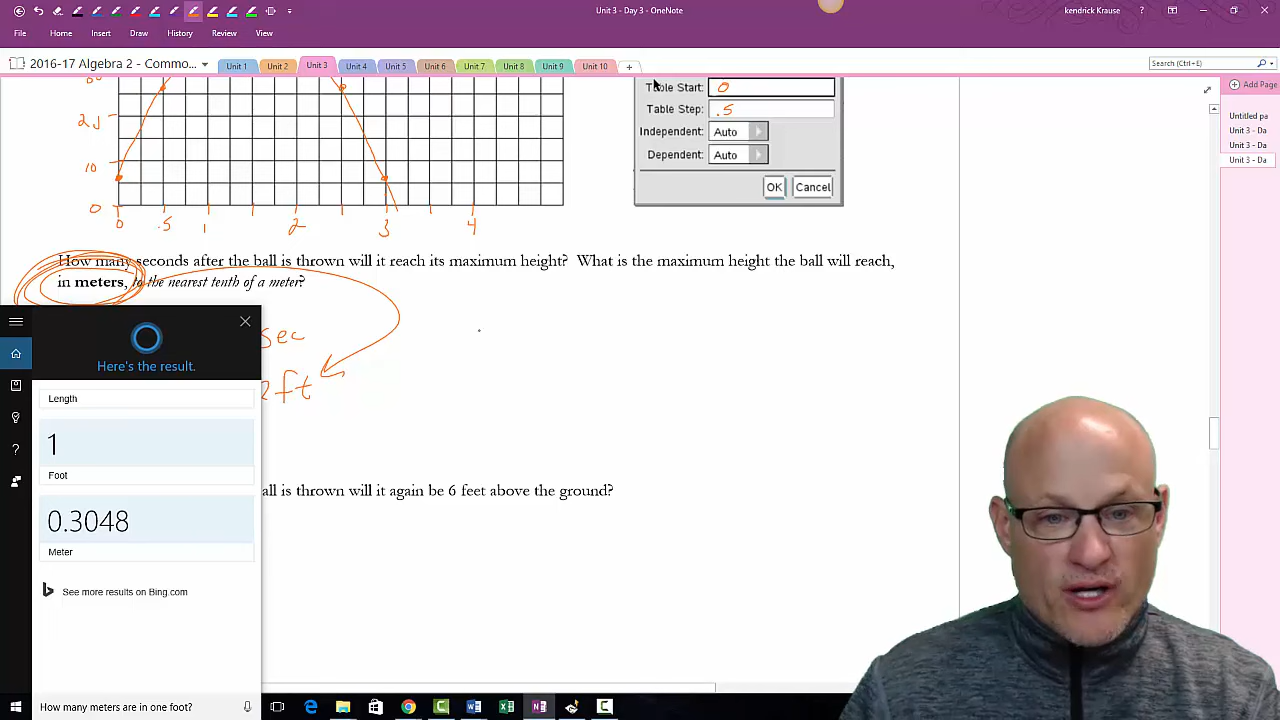 Unit 3 - Day 3 - OneNote
kendrick Krause
?
File Home Insert Draw History Review View
2016-17 Algebra 2 - Commo...
Unit 1 Unit 2 Unit 3 Unit 4 Unit 5 Unit 6 Unit 7 Unit 8 Unit 9 Unit 10 +
Search (Ctrl+E)
Add Page
Untitled pa
Unit 3 - Da
Unit 3 - Da
Unit 3 - Da
10
0
0 .5 1 2 3 4
Table Start: 0
Table Step: .5
Independent: Auto
Dependent: Auto
OK Cancel
How many seconds after the ball is thrown will it reach its maximum height? What is the maximum height the ball will reach,
in meters, to the nearest tenth of a meter?
sec
2ft
all is thrown will it again be 6 feet above the ground?
Here's the result.
Length
1
Foot
0.3048
Meter
See more results on Bing.com
How many meters are in one foot?